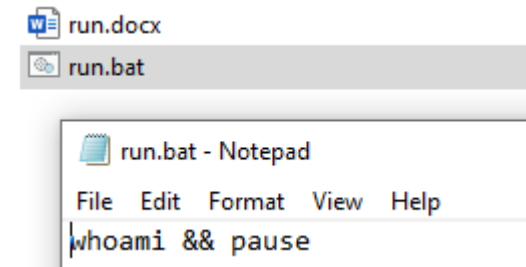 run.docx
run.bat
run.bat - Notepad
File Edit Format View Help
whoami && pause